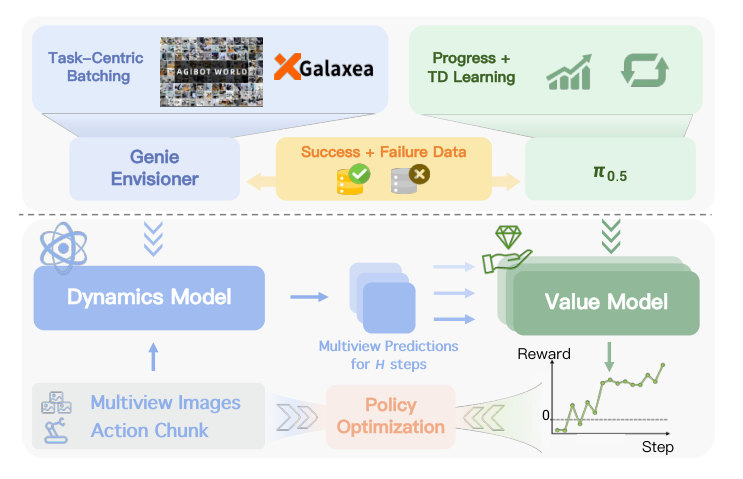 Task-Centric
Batching
AGIBOT WORLD
Galaxea
Progress +
TD Learning
Genie
Envisioner
Success + Failure Data
π0.5
Dynamics Model
Multiview Predictions
for H steps
Value Model
Reward
0
Step
Multiview Images
Action Chunk
Policy
Optimization